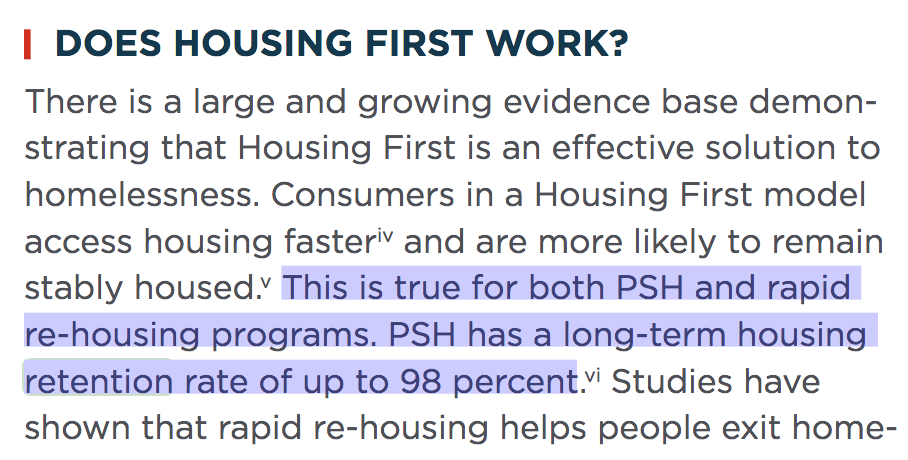 DOES HOUSING FIRST WORK?
There is a large and growing evidence base demon-
strating that Housing First is an effective solution to
homelessness. Consumers in a Housing First model
access housing fasterⁱᵛ and are more likely to remain
stably housed.ᵛ This is true for both PSH and rapid
re-housing programs. PSH has a long-term housing
retention rate of up to 98 percent.ᵛⁱ Studies have
shown that rapid re-housing helps people exit home-